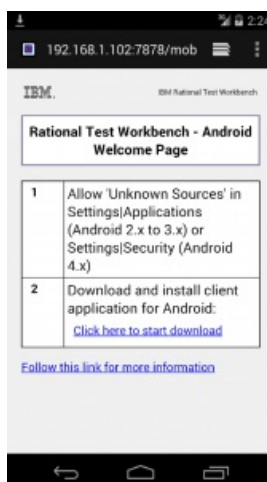 2:24
192.168.1.102:7878/mob
IBM.
IBM Rational Test Workbench
Rational Test Workbench - Android
Welcome Page
1
Allow 'Unknown Sources' in
Settings|Applications
(Android 2.x to 3.x) or
Settings|Security (Android
4.x)
2
Download and install client
application for Android:
Click here to start download
Follow this link for more information